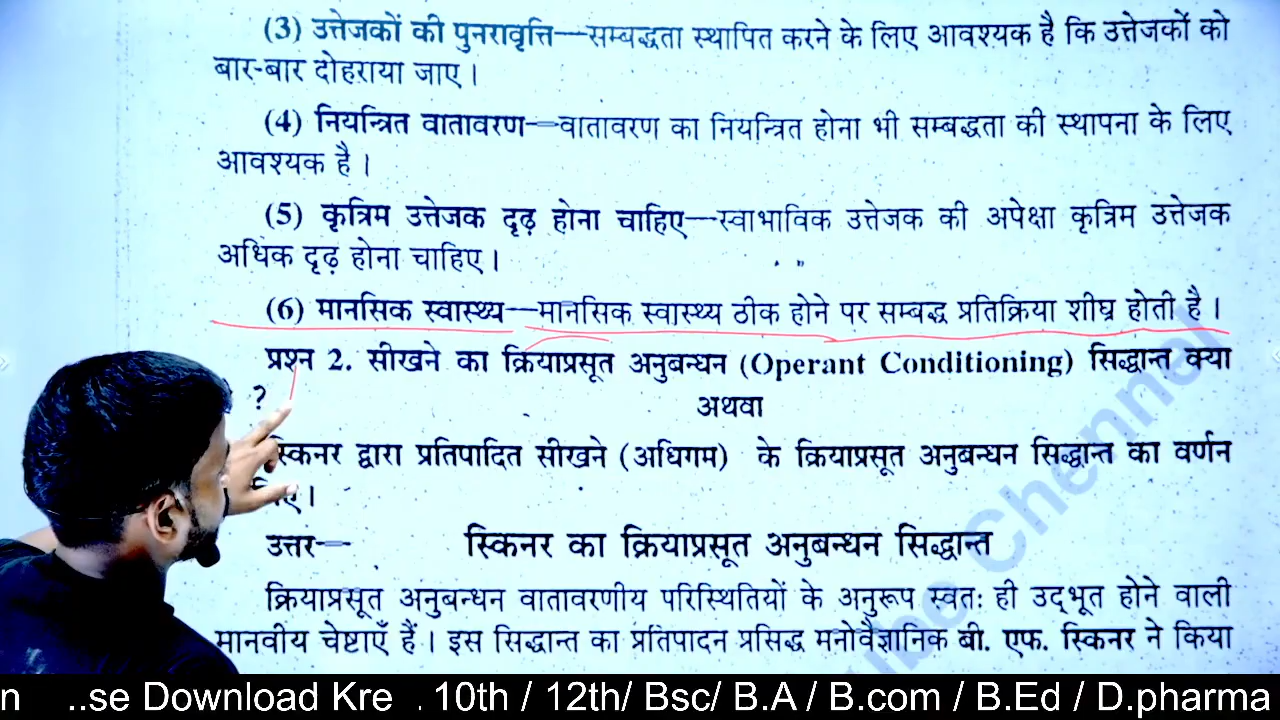 (3) उत्तेजकों की पुनरावृत्ति—सम्बद्धता स्थापित करने के लिए आवश्यक है कि उत्तेजकों को
बार-बार दोहराया जाए।
(4) नियन्त्रित वातावरण—वातावरण का नियन्त्रित होना भी सम्बद्धता की स्थापना के लिए
आवश्यक है।
(5) कृत्रिम उत्तेजक दृढ़ होना चाहिए—स्वाभाविक उत्तेजक की अपेक्षा कृत्रिम उत्तेजक
अधिक दृढ़ होना चाहिए।
(6) मानसिक स्वास्थ्य—मानसिक स्वास्थ्य ठीक होने पर सम्बद्ध प्रतिक्रिया शीघ्र होती है।
प्रश्न 2. सीखने का क्रियाप्रसूत अनुबन्धन (Operant Conditioning) सिद्धान्त क्या
?
अथवा
स्किनर द्वारा प्रतिपादित सीखने (अधिगम) के क्रियाप्रसूत अनुबन्धन सिद्धान्त का वर्णन
उत्तर—
स्किनर का क्रियाप्रसूत अनुबन्धन सिद्धान्त
क्रियाप्रसूत अनुबन्धन वातावरणीय परिस्थितियों के अनुरूप स्वतः ही उद्भूत होने वाली
मानवीय चेष्टाएँ हैं। इस सिद्धान्त का प्रतिपादन प्रसिद्ध मनोवैज्ञानिक बी. एफ. स्किनर ने किया
Chennel
n ..se Download Kre . 10th / 12th/ Bsc/ B.A / B.com / B.Ed / D.pharma